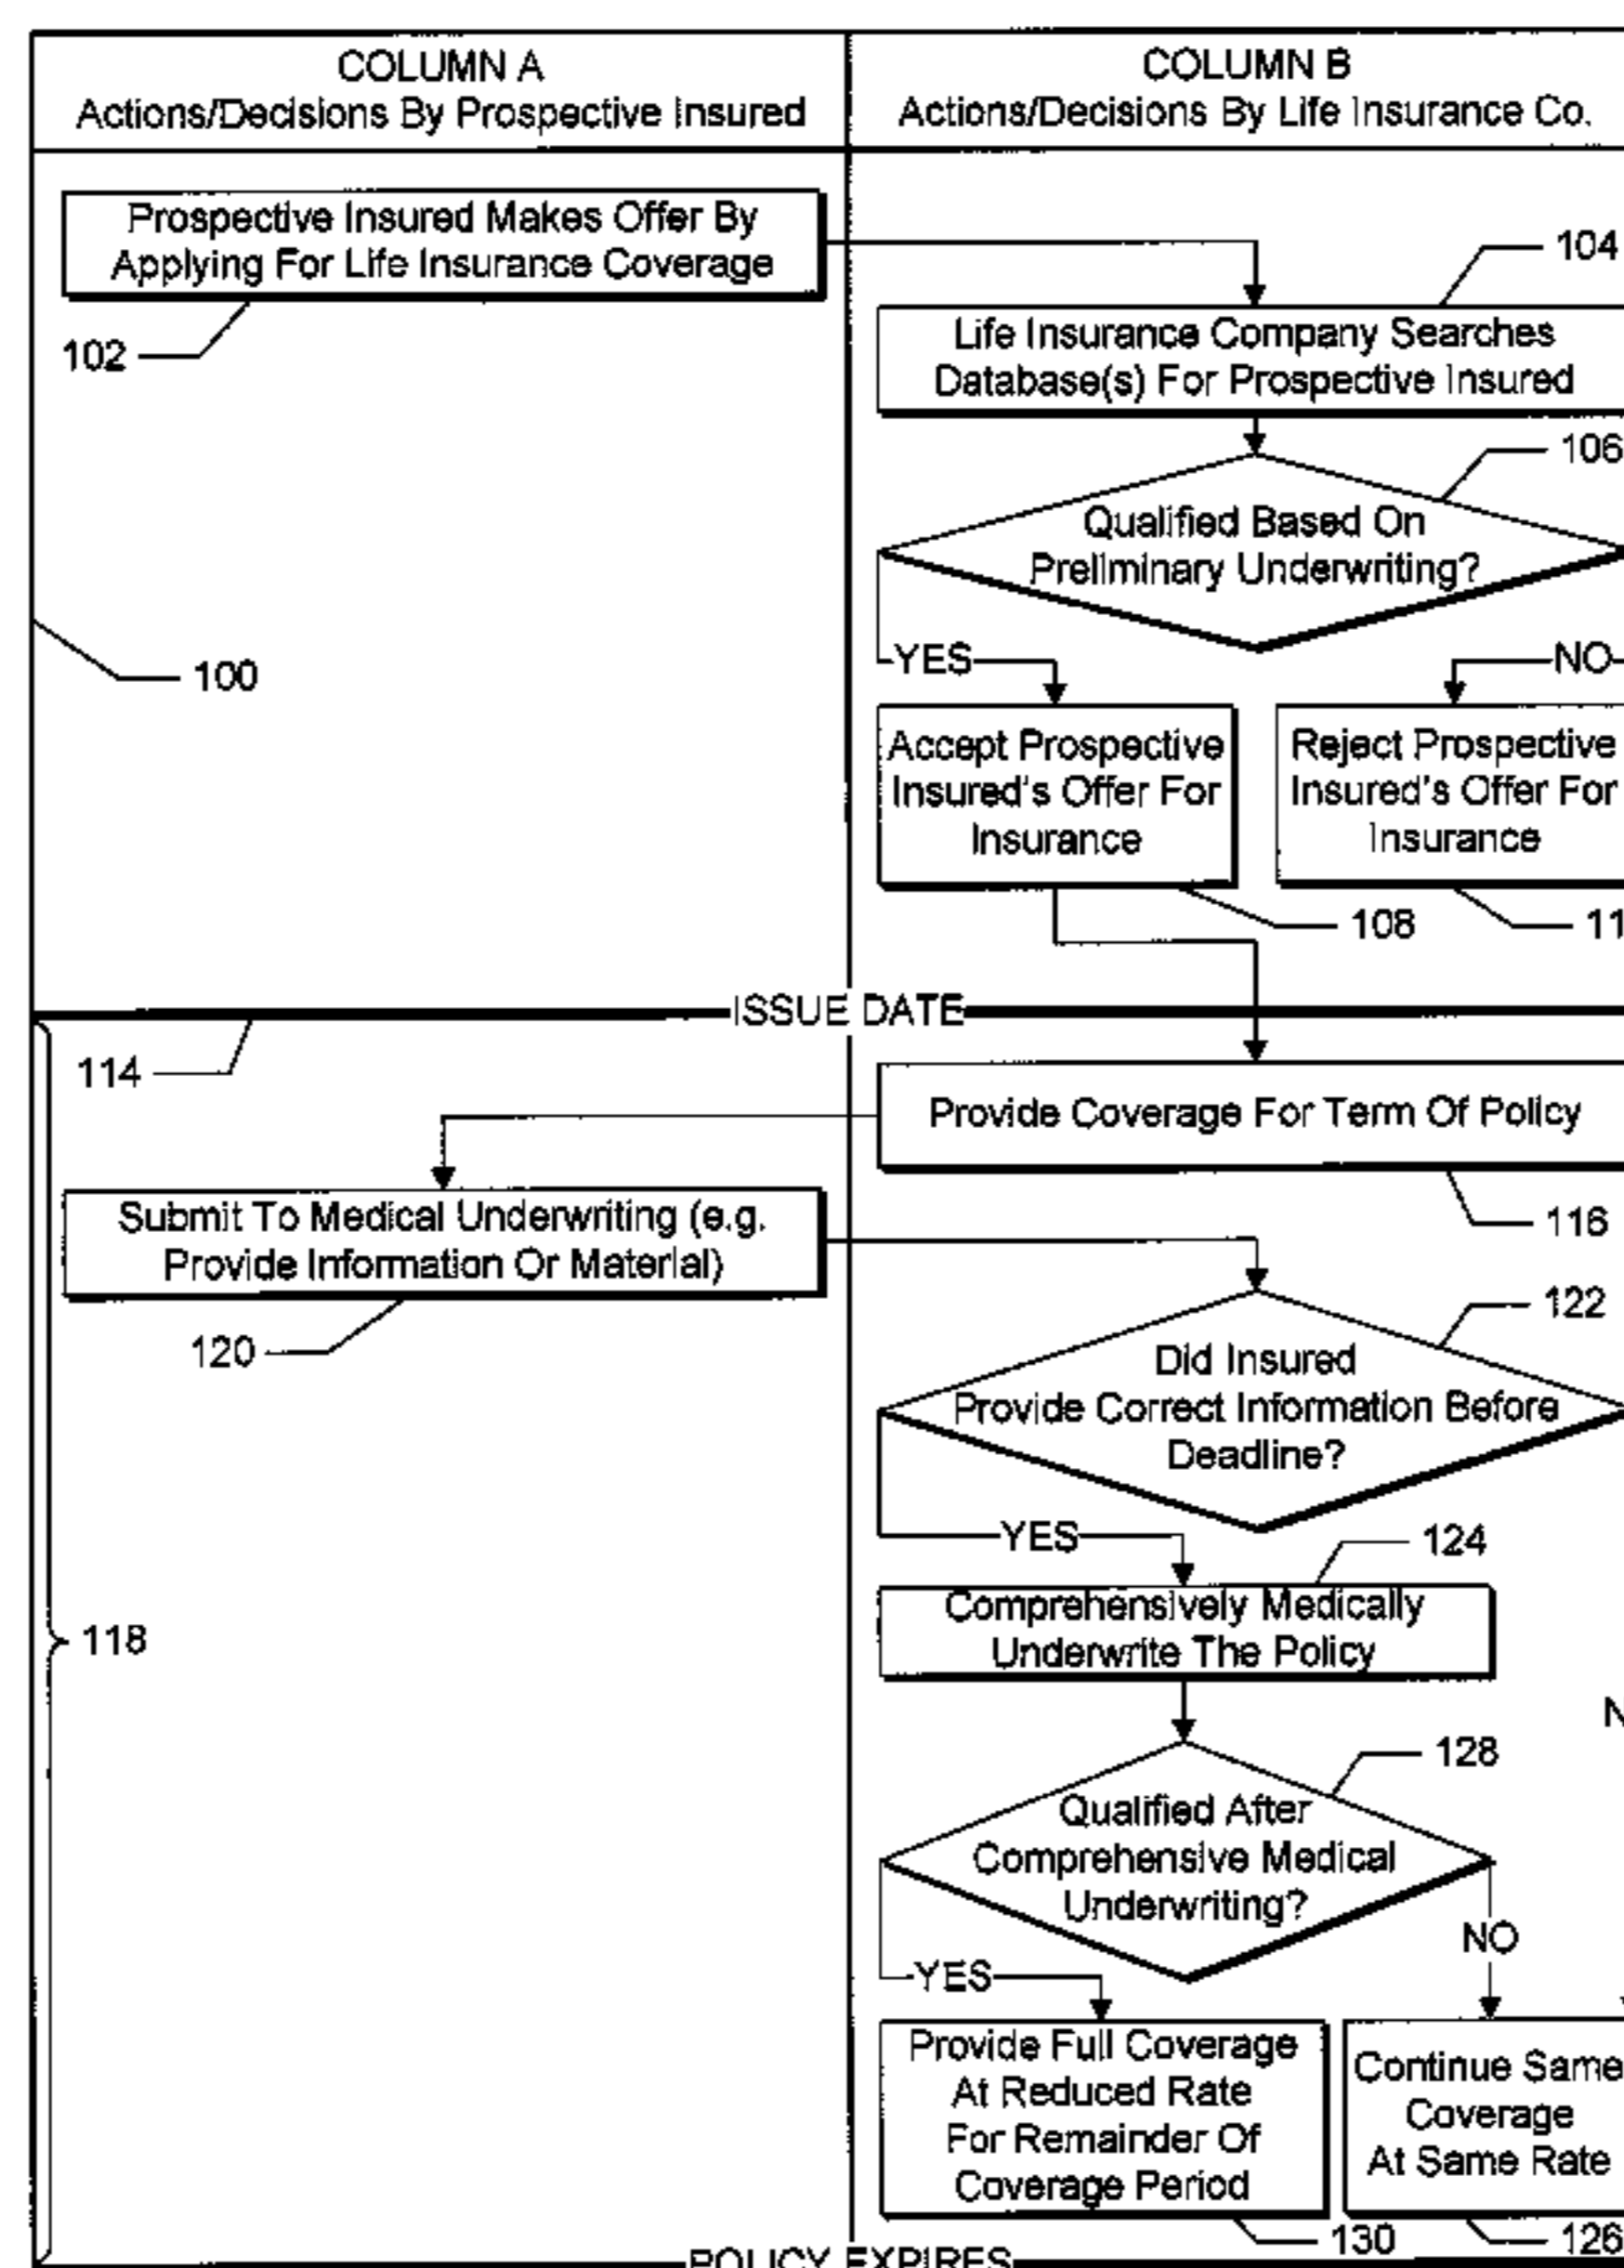 COLUMN A
Actions/Decisions By Prospective Insured
COLUMN B
Actions/Decisions By Life Insurance Co.
Prospective Insured Makes Offer By
Applying For Life Insurance Coverage
102
104
Life Insurance Company Searches
Database(s) For Prospective Insured
106
Qualified Based On
Preliminary Underwriting?
100
YES
NO
Accept Prospective
Insured's Offer For
Insurance
Reject Prospective
Insured's Offer For
Insurance
108
11
ISSUE DATE
114
Provide Coverage For Term Of Policy
116
Submit To Medical Underwriting (e.g.
Provide Information Or Material)
120
122
Did Insured
Provide Correct Information Before
Deadline?
YES
124
Comprehensively Medically
Underwrite The Policy
118
128
Qualified After
Comprehensive Medical
Underwriting?
YES
NO
Provide Full Coverage
At Reduced Rate
For Remainder Of
Coverage Period
Continue Same
Coverage
At Same Rate
130
126
POLICY EXPIRES